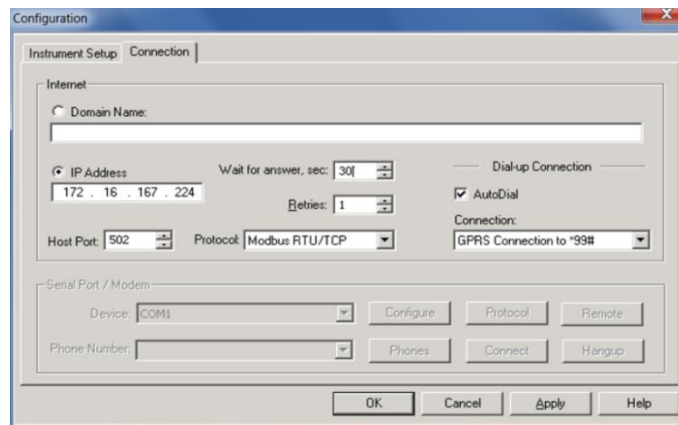 Configuration
Instrument Setup Connection
Internet
Domain Name:
IP Address
172 . 16 . 167 . 224
Wait for answer, sec: 30
Retries: 1
Host Port: 502
Protocol: Modbus RTU/TCP
Dial-up Connection
AutoDial
Connection:
GPRS Connection to *99#
Serial Port / Modem
Device: COM1 Configure Protocol Remote
Phone Number: Phones Connect Hangup
OK Cancel Apply Help